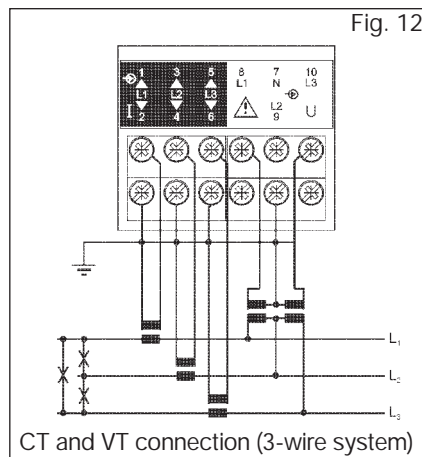 Fig. 12
1 3 5 8 7 10
L1 N L3
L1 L2 L3
I L2 U
2 4 6 9
L1
L2
L3
CT and VT connection (3-wire system)